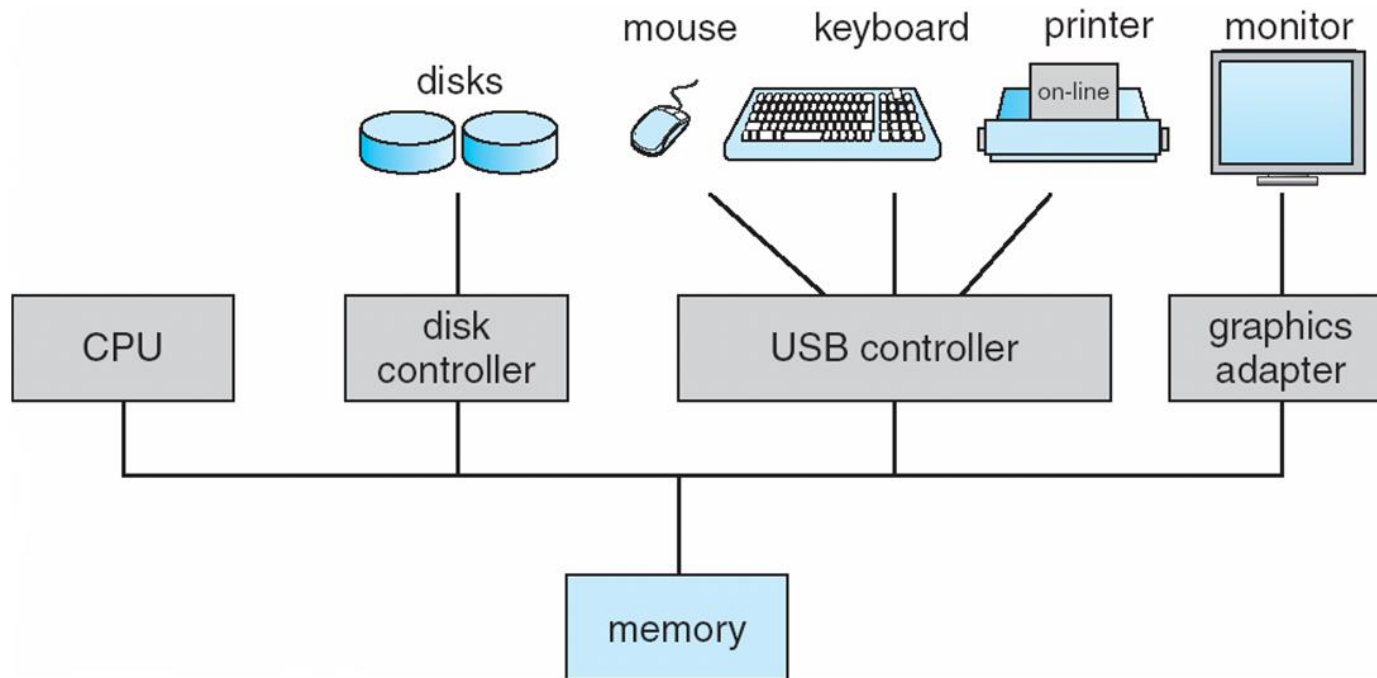 mouse
keyboard
printer
monitor
disks
on-line
CPU
disk
controller
USB controller
graphics
adapter
memory